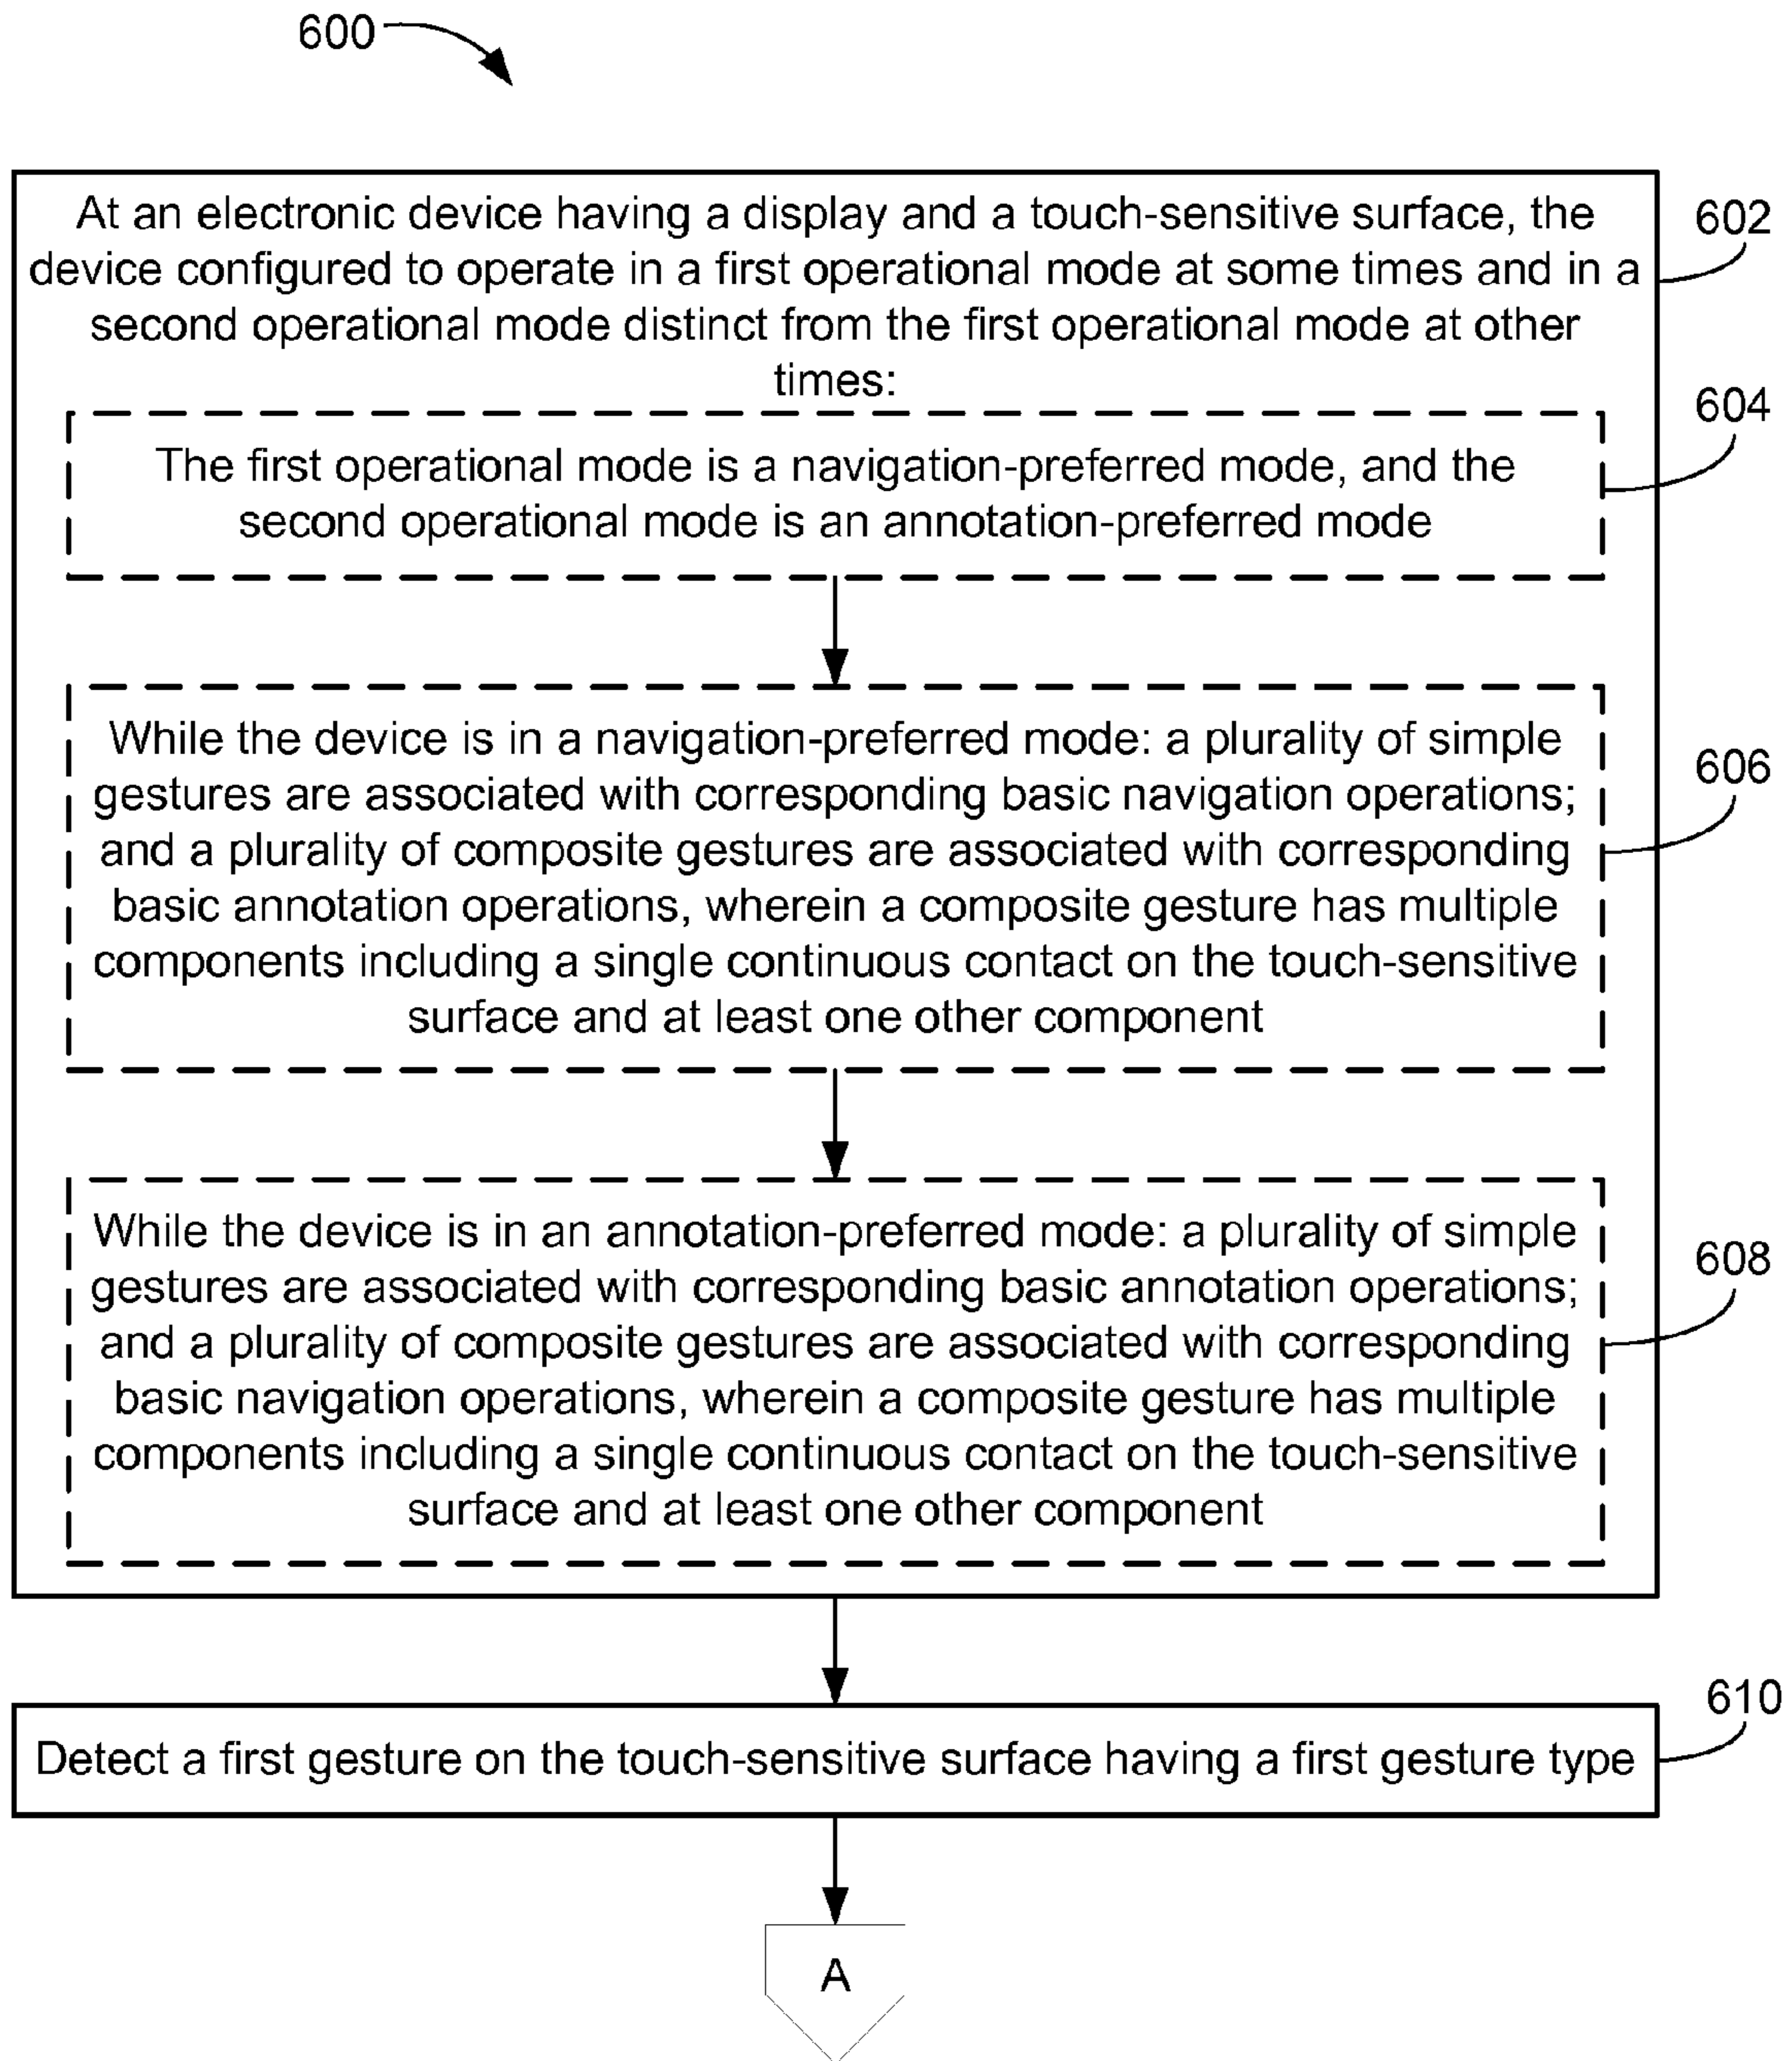 600
At an electronic device having a display and a touch-sensitive surface, the
device configured to operate in a first operational mode at some times and in a
second operational mode distinct from the first operational mode at other
times:
602
The first operational mode is a navigation-preferred mode, and the
second operational mode is an annotation-preferred mode
604
While the device is in a navigation-preferred mode: a plurality of simple
gestures are associated with corresponding basic navigation operations;
and a plurality of composite gestures are associated with corresponding
basic annotation operations, wherein a composite gesture has multiple
components including a single continuous contact on the touch-sensitive
surface and at least one other component
606
While the device is in an annotation-preferred mode: a plurality of simple
gestures are associated with corresponding basic annotation operations;
and a plurality of composite gestures are associated with corresponding
basic navigation operations, wherein a composite gesture has multiple
components including a single continuous contact on the touch-sensitive
surface and at least one other component
608
Detect a first gesture on the touch-sensitive surface having a first gesture type
610
A